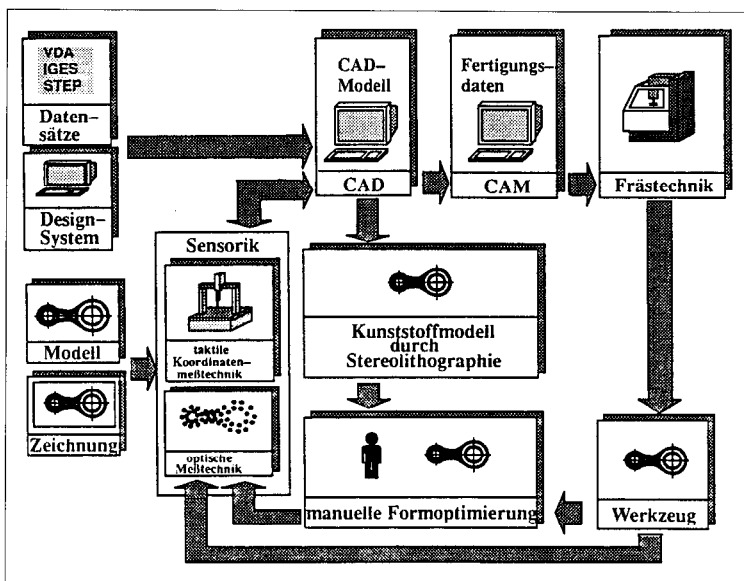 VDA
IGES
STEP
Daten-
sätze
Design-
System
CAD-
Modell
CAD
Fertigungs-
daten
CAM
Frästechnik
Sensorik
taktile
Koordinaten-
meßtechnik
optische
Meßtechnik
Modell
Zeichnung
Kunststoffmodell
durch
Stereolithographie
manuelle Formoptimierung
Werkzeug